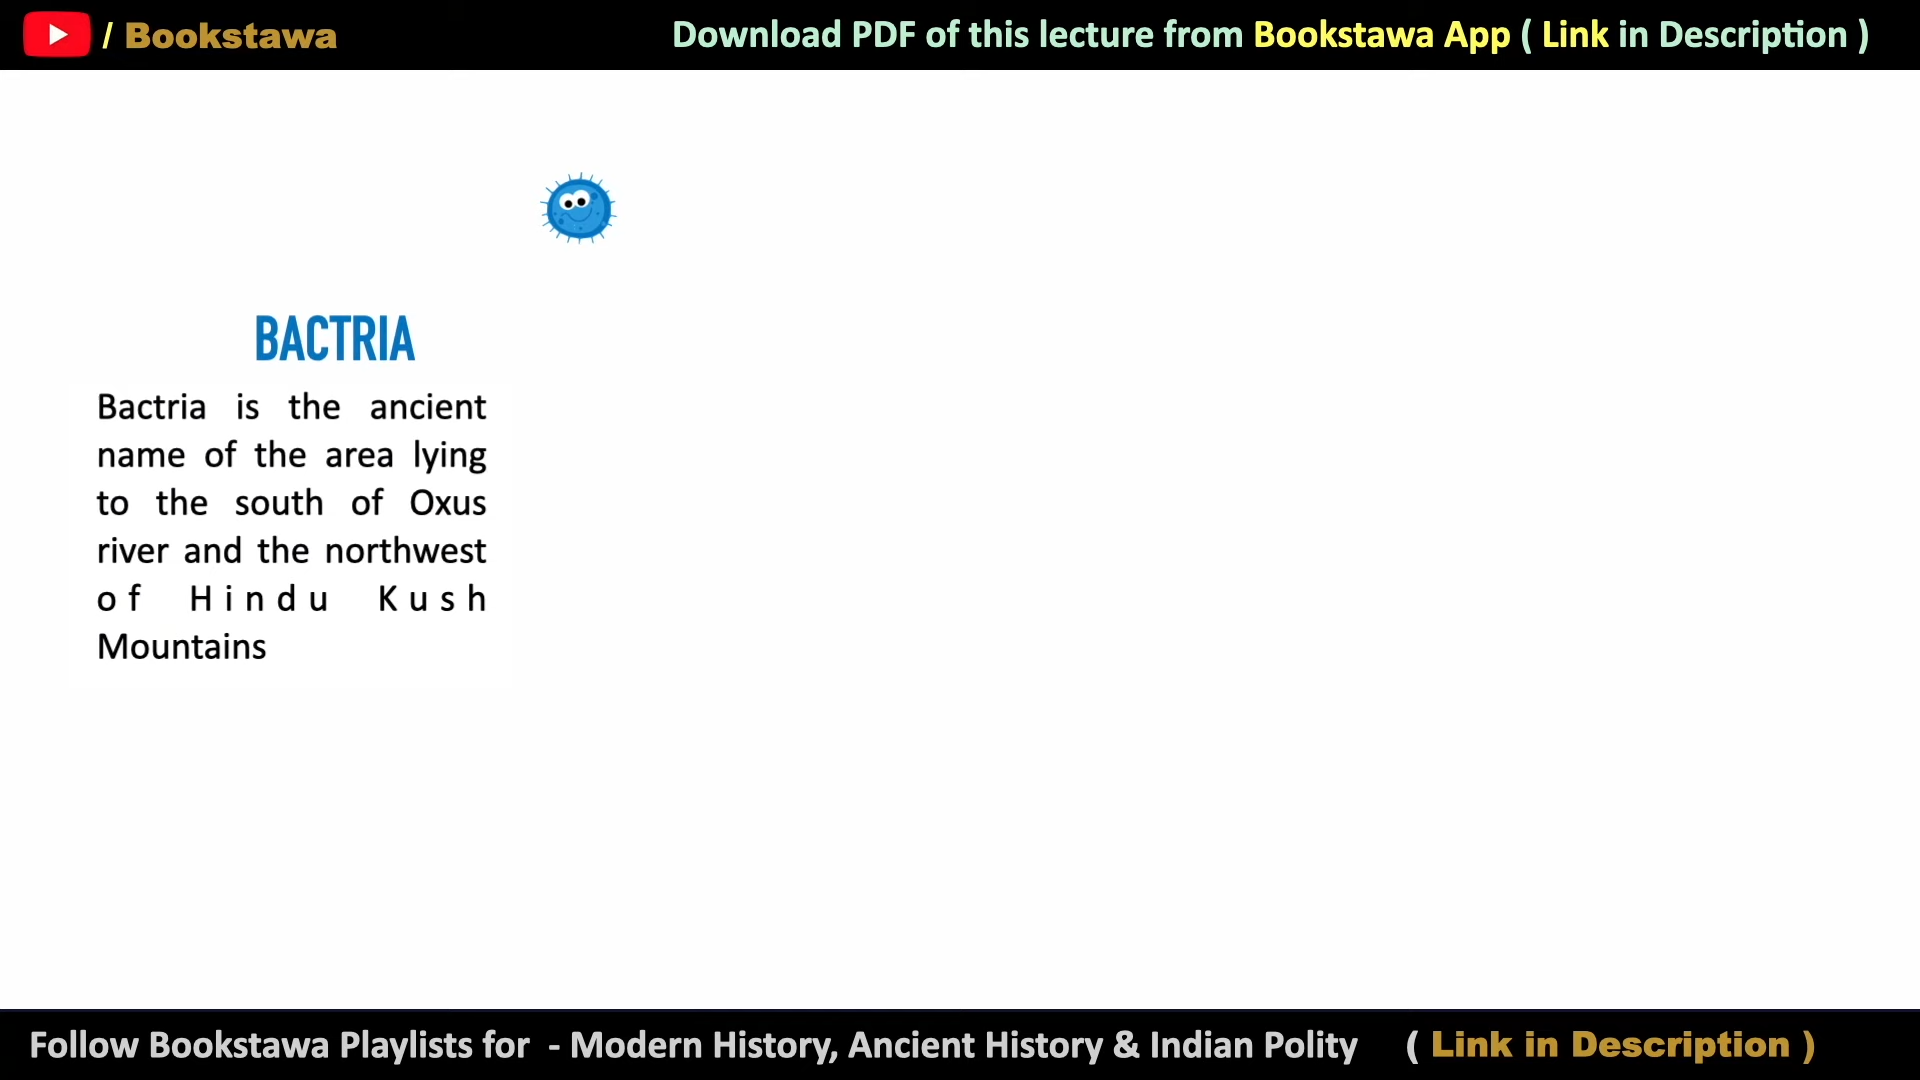 / Bookstawa
Download PDF of this lecture from Bookstawa App ( Link in Description )
BACTRIA
Bactria is the ancient
name of the area lying
to the south of Oxus
river and the northwest
of Hindu Kush
Mountains
Follow Bookstawa Playlists for - Modern History, Ancient History & Indian Polity ( Link in Description )